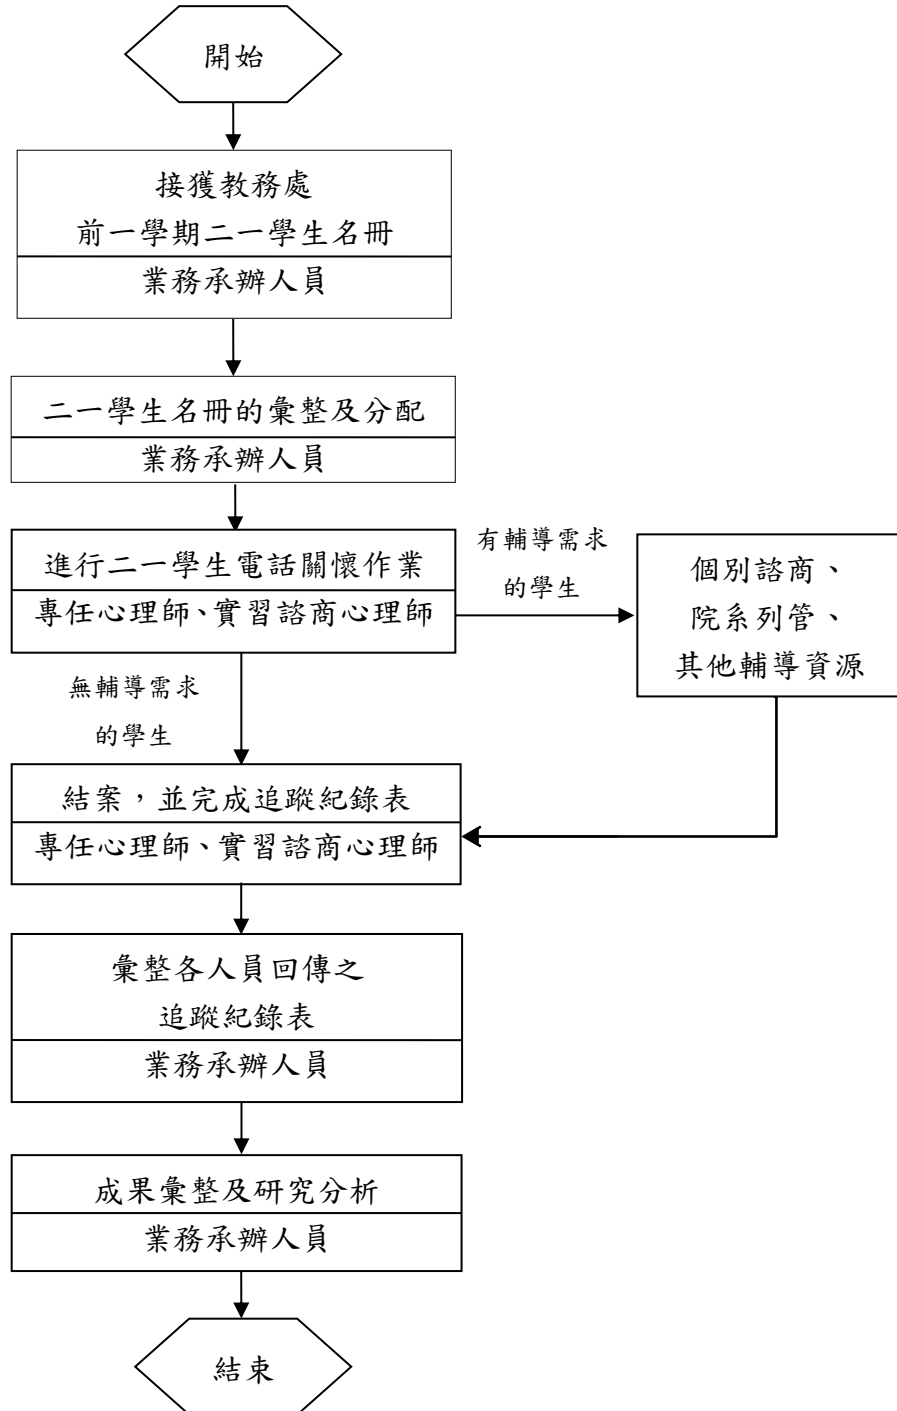 開始
接獲教務處
前一學期二一學生名冊
業務承辦人員
二一學生名冊的彙整及分配
業務承辦人員
進行二一學生電話關懷作業
專任心理師、實習諮商心理師
有輔導需求
的學生
個別諮商、
院系列管、
其他輔導資源
無輔導需求
的學生
結案，並完成追蹤紀錄表
專任心理師、實習諮商心理師
彙整各人員回傳之
追蹤紀錄表
業務承辦人員
成果彙整及研究分析
業務承辦人員
結束